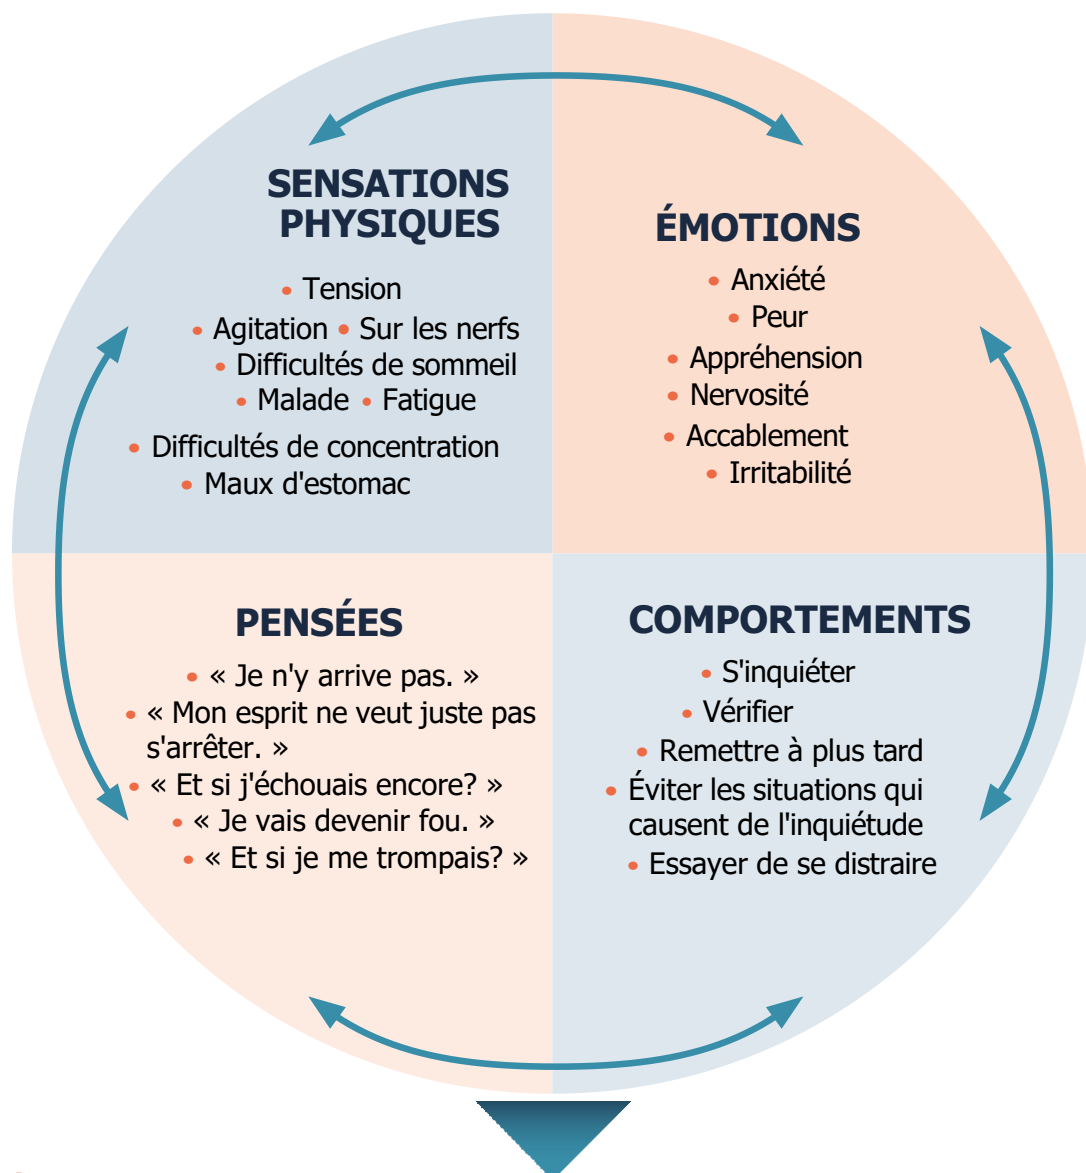 SENSATIONS
PHYSIQUES
• Tension
• Agitation • Sur les nerfs
• Difficultés de sommeil
• Malade • Fatigue
• Difficultés de concentration
• Maux d'estomac
ÉMOTIONS
• Anxiété
• Peur
• Appréhension
• Nervosité
• Accablement
• Irritabilité
PENSÉES
• « Je n'y arrive pas. »
• « Mon esprit ne veut juste pas
s'arrêter. »
• « Et si j'échouais encore? »
• « Je vais devenir fou. »
• « Et si je me trompais? »
COMPORTEMENTS
• S'inquiéter
• Vérifier
• Remettre à plus tard
• Éviter les situations qui
causent de l'inquiétude
• Essayer de se distraire